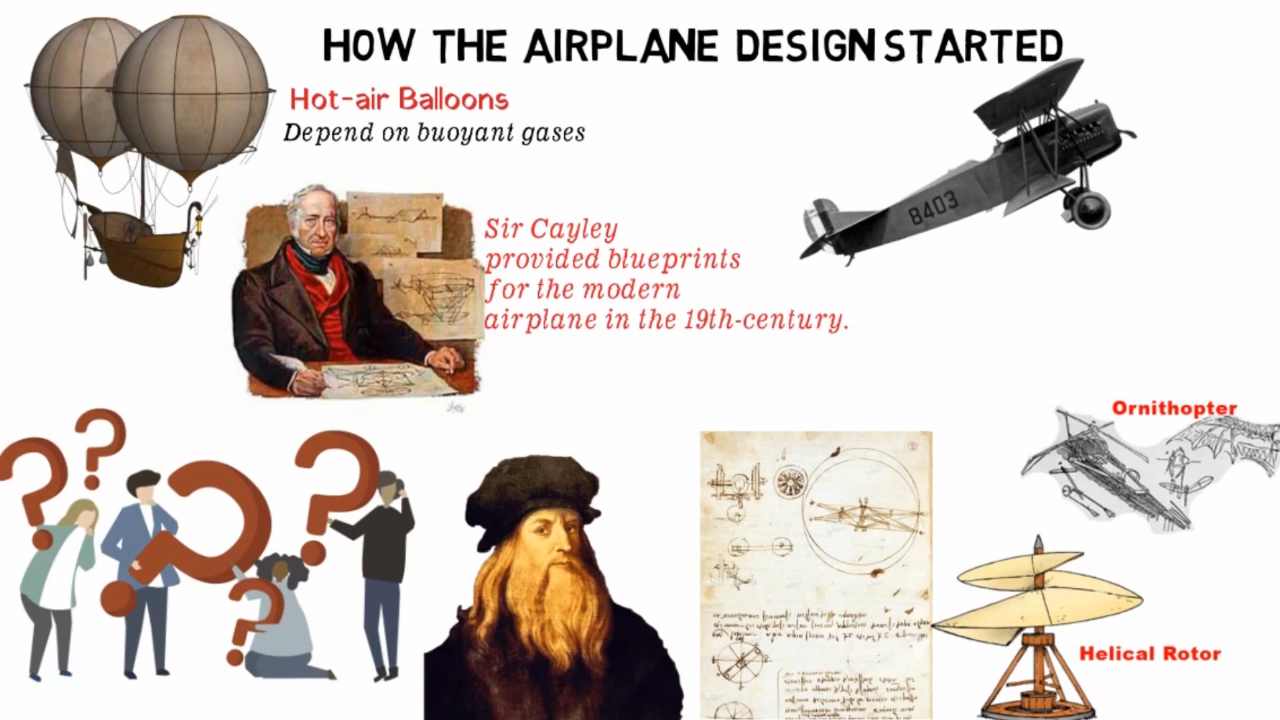 HOW THE AIRPLANE DESIGN STARTED
Hot-air Balloons
Depend on buoyant gases
8403
Sir Cayley
provided blueprints
for the modern
airplane in the 19th-century.
Ornithopter
Helical Rotor